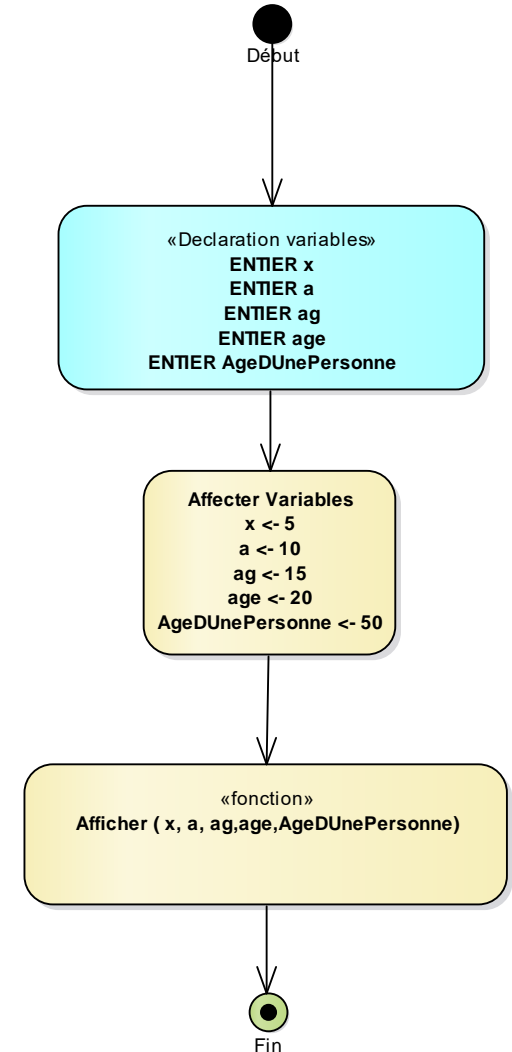 Début
«Declaration variables»
ENTIER x
ENTIER a
ENTIER ag
ENTIER age
ENTIER AgeDUnePersonne
Affecter Variables
x <- 5
a <- 10
ag <- 15
age <- 20
AgeDUnePersonne <- 50
«fonction»
Afficher ( x, a, ag,age,AgeDUnePersonne)
Fin